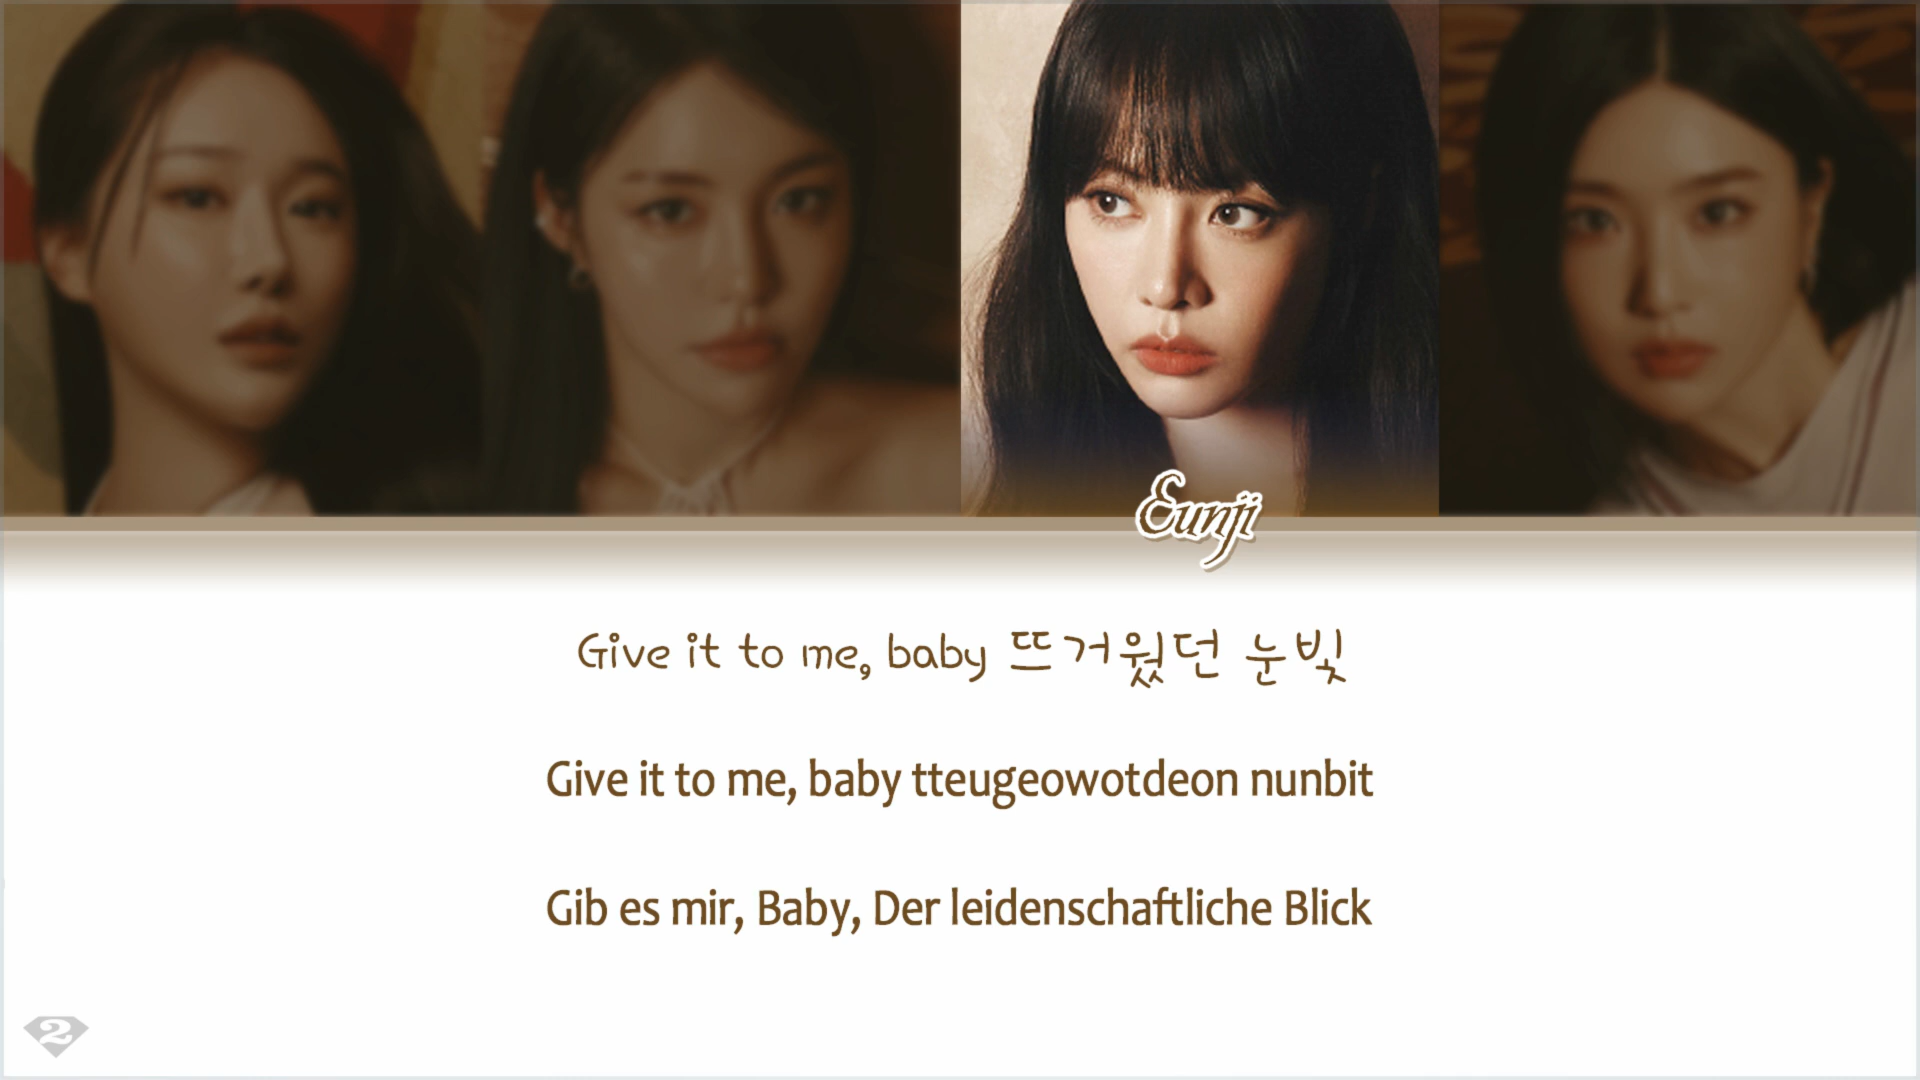 Eunji
Give it to me, baby 뜨거웠던 눈빛
Give it to me, baby tteugeowotdeon nunbit
Gib es mir, Baby, Der leidenschaftliche Blick
2